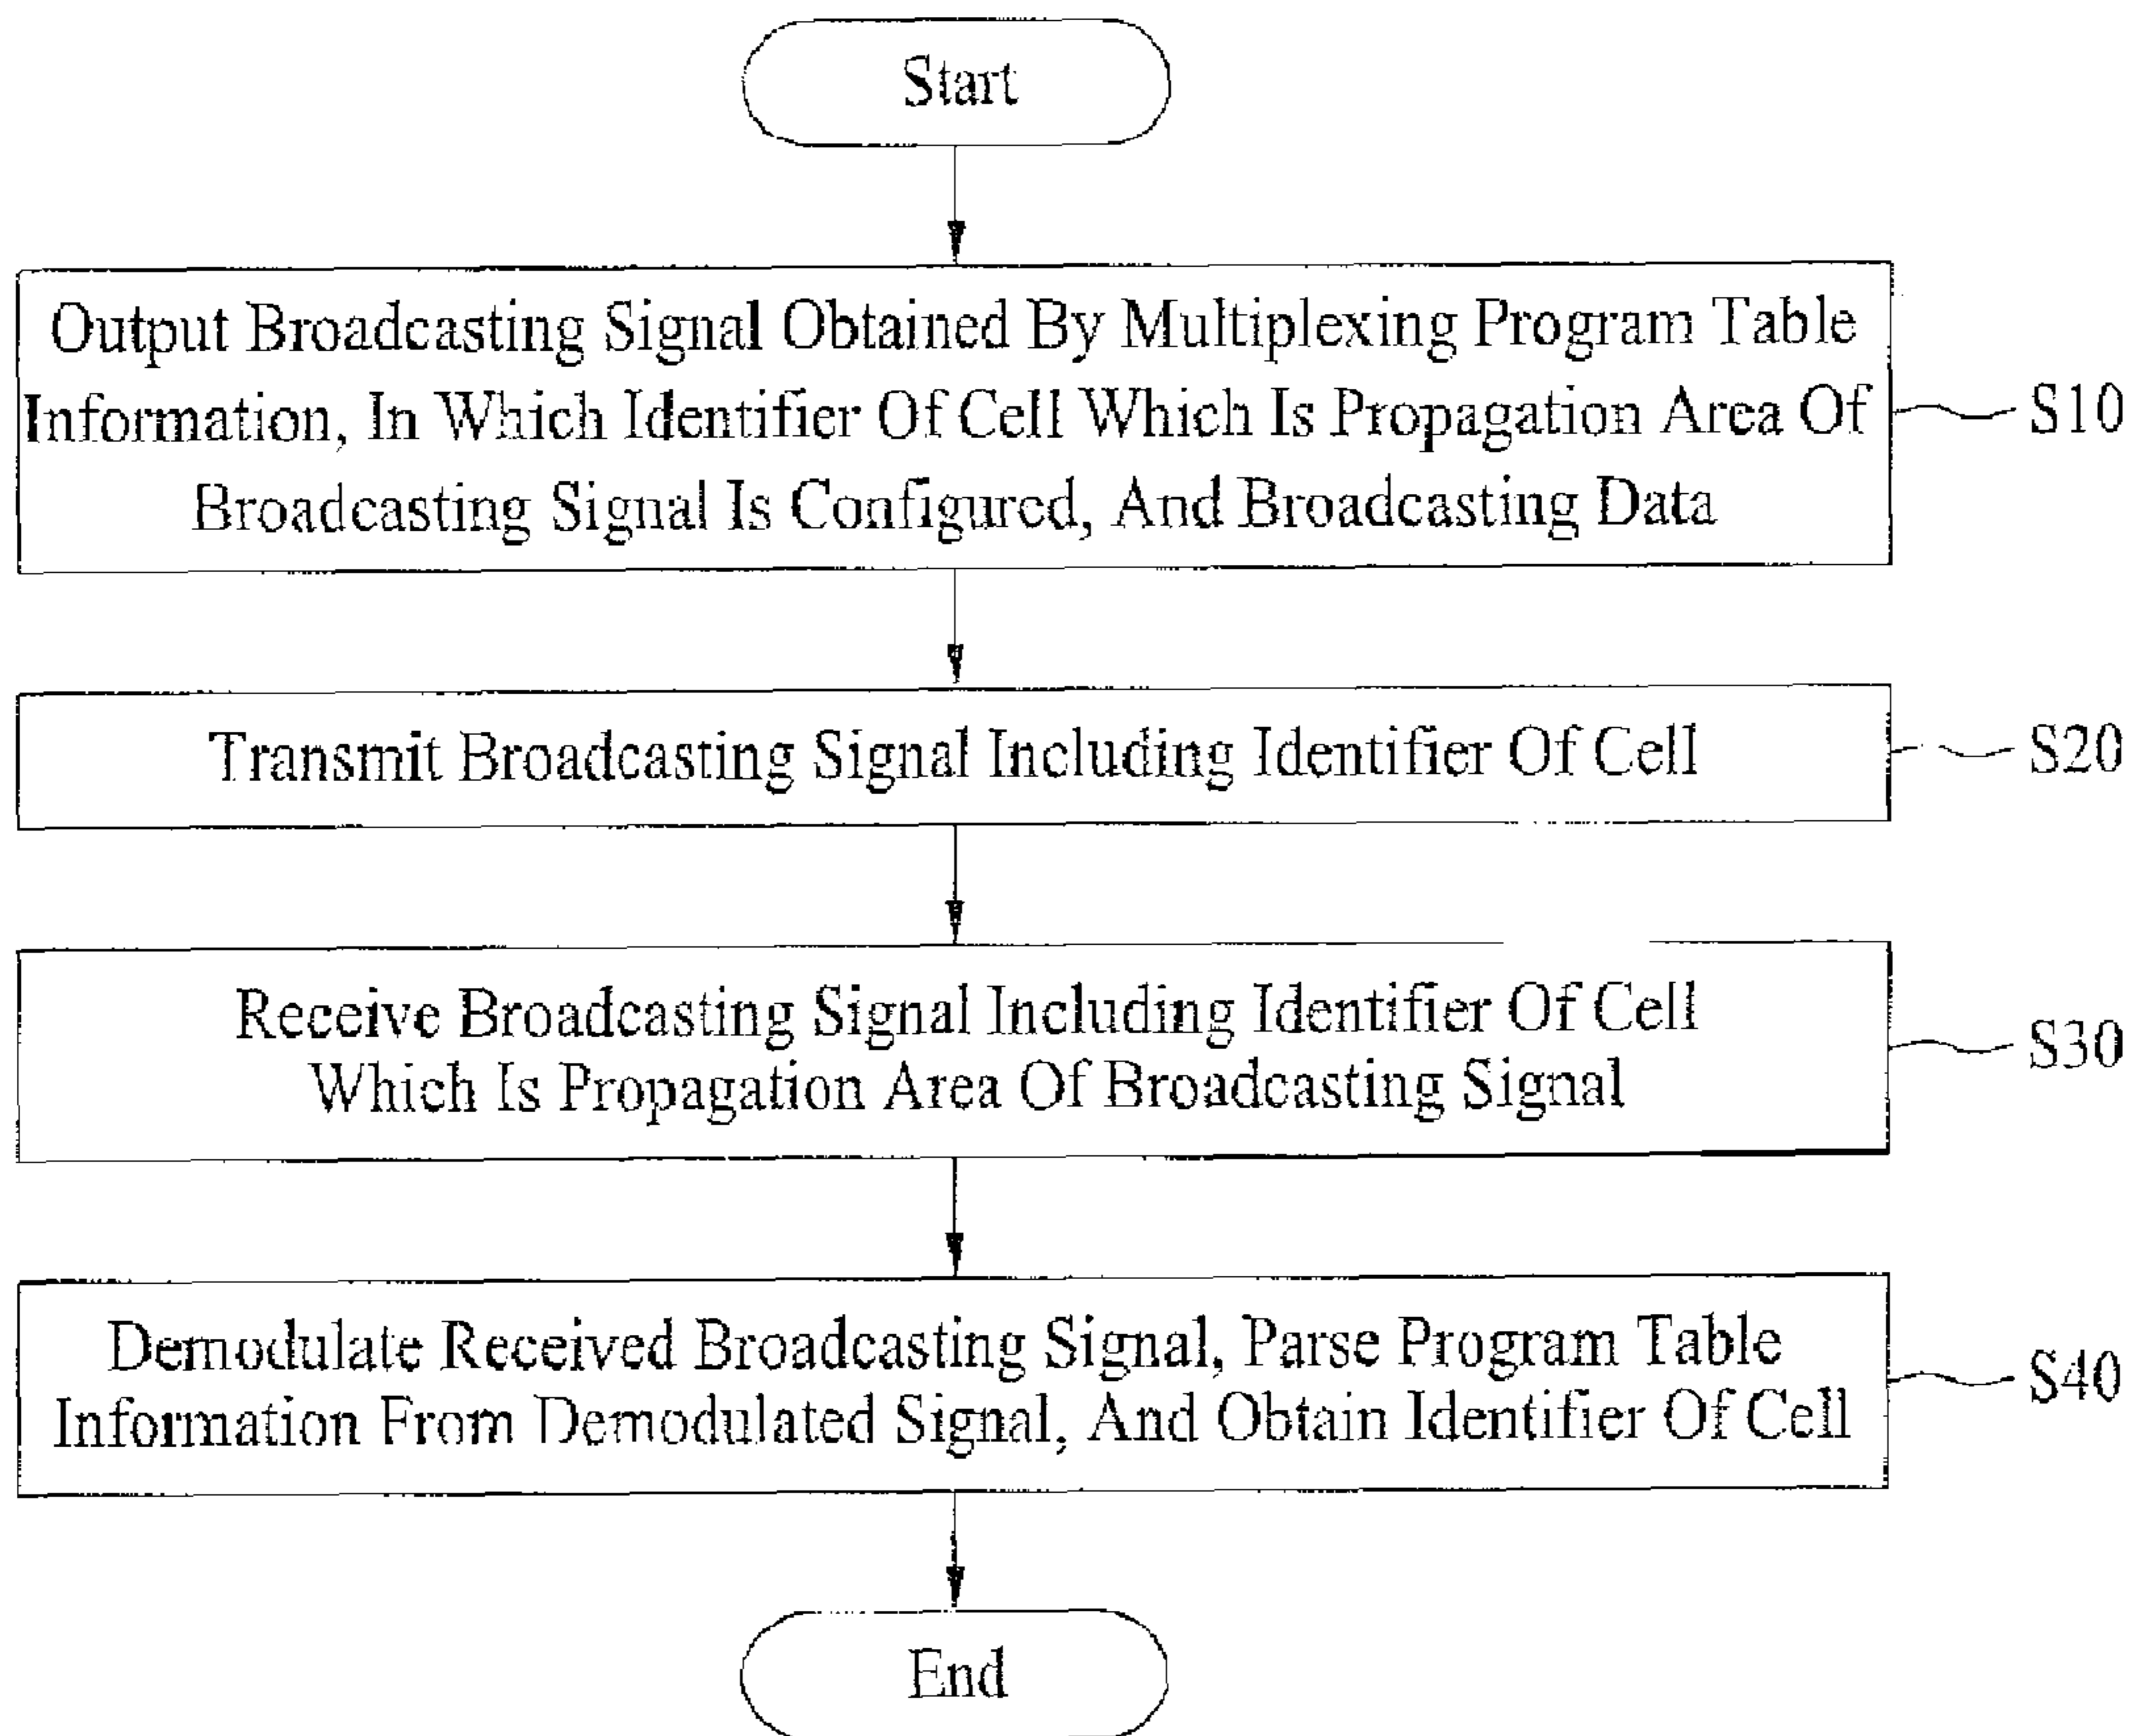 Start
Output Broadcasting Signal Obtained By Multiplexing Program Table
Information, In Which Identifier Of Cell Which Is Propagation Area Of
Broadcasting Signal Is Configured, And Broadcasting Data
S10
Transmit Broadcasting Signal Including Identifier Of Cell
S20
Receive Broadcasting Signal Including Identifier Of Cell
Which Is Propagation Area Of Broadcasting Signal
S30
Demodulate Received Broadcasting Signal, Parse Program Table
Information From Demodulated Signal, And Obtain Identifier Of Cell
S40
End